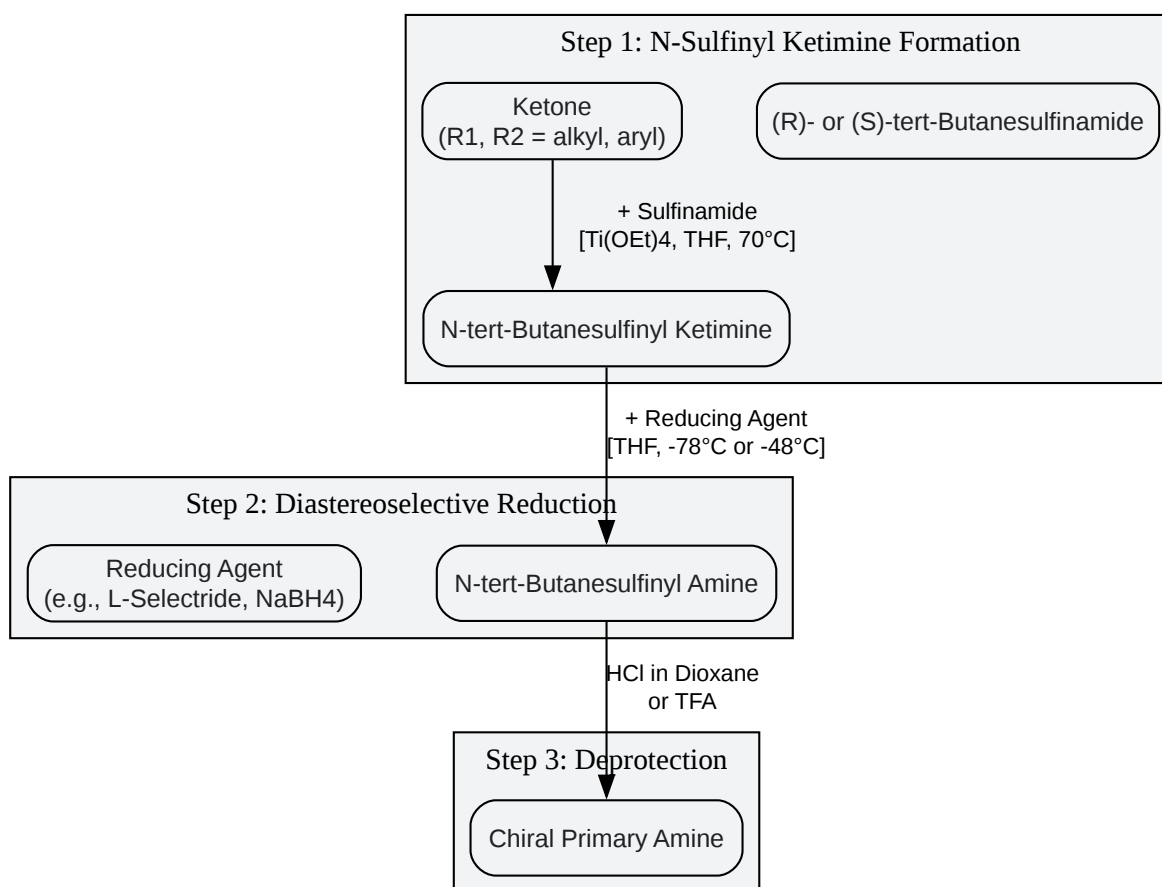 Step 1: N-Sulfinyl Ketimine Formation
Ketone
(R1, R2 = alkyl, aryl)
(R)- or (S)-tert-Butanesulfinamide
+ Sulfinamide
[Ti(OEt)4, THF, 70°C]
N-tert-Butanesulfinyl Ketimine
+ Reducing Agent
[THF, -78°C or -48°C]
Step 2: Diastereoselective Reduction
Reducing Agent
(e.g., L-Selectride, NaBH4)
N-tert-Butanesulfinyl Amine
HCl in Dioxane
or TFA
Step 3: Deprotection
Chiral Primary Amine